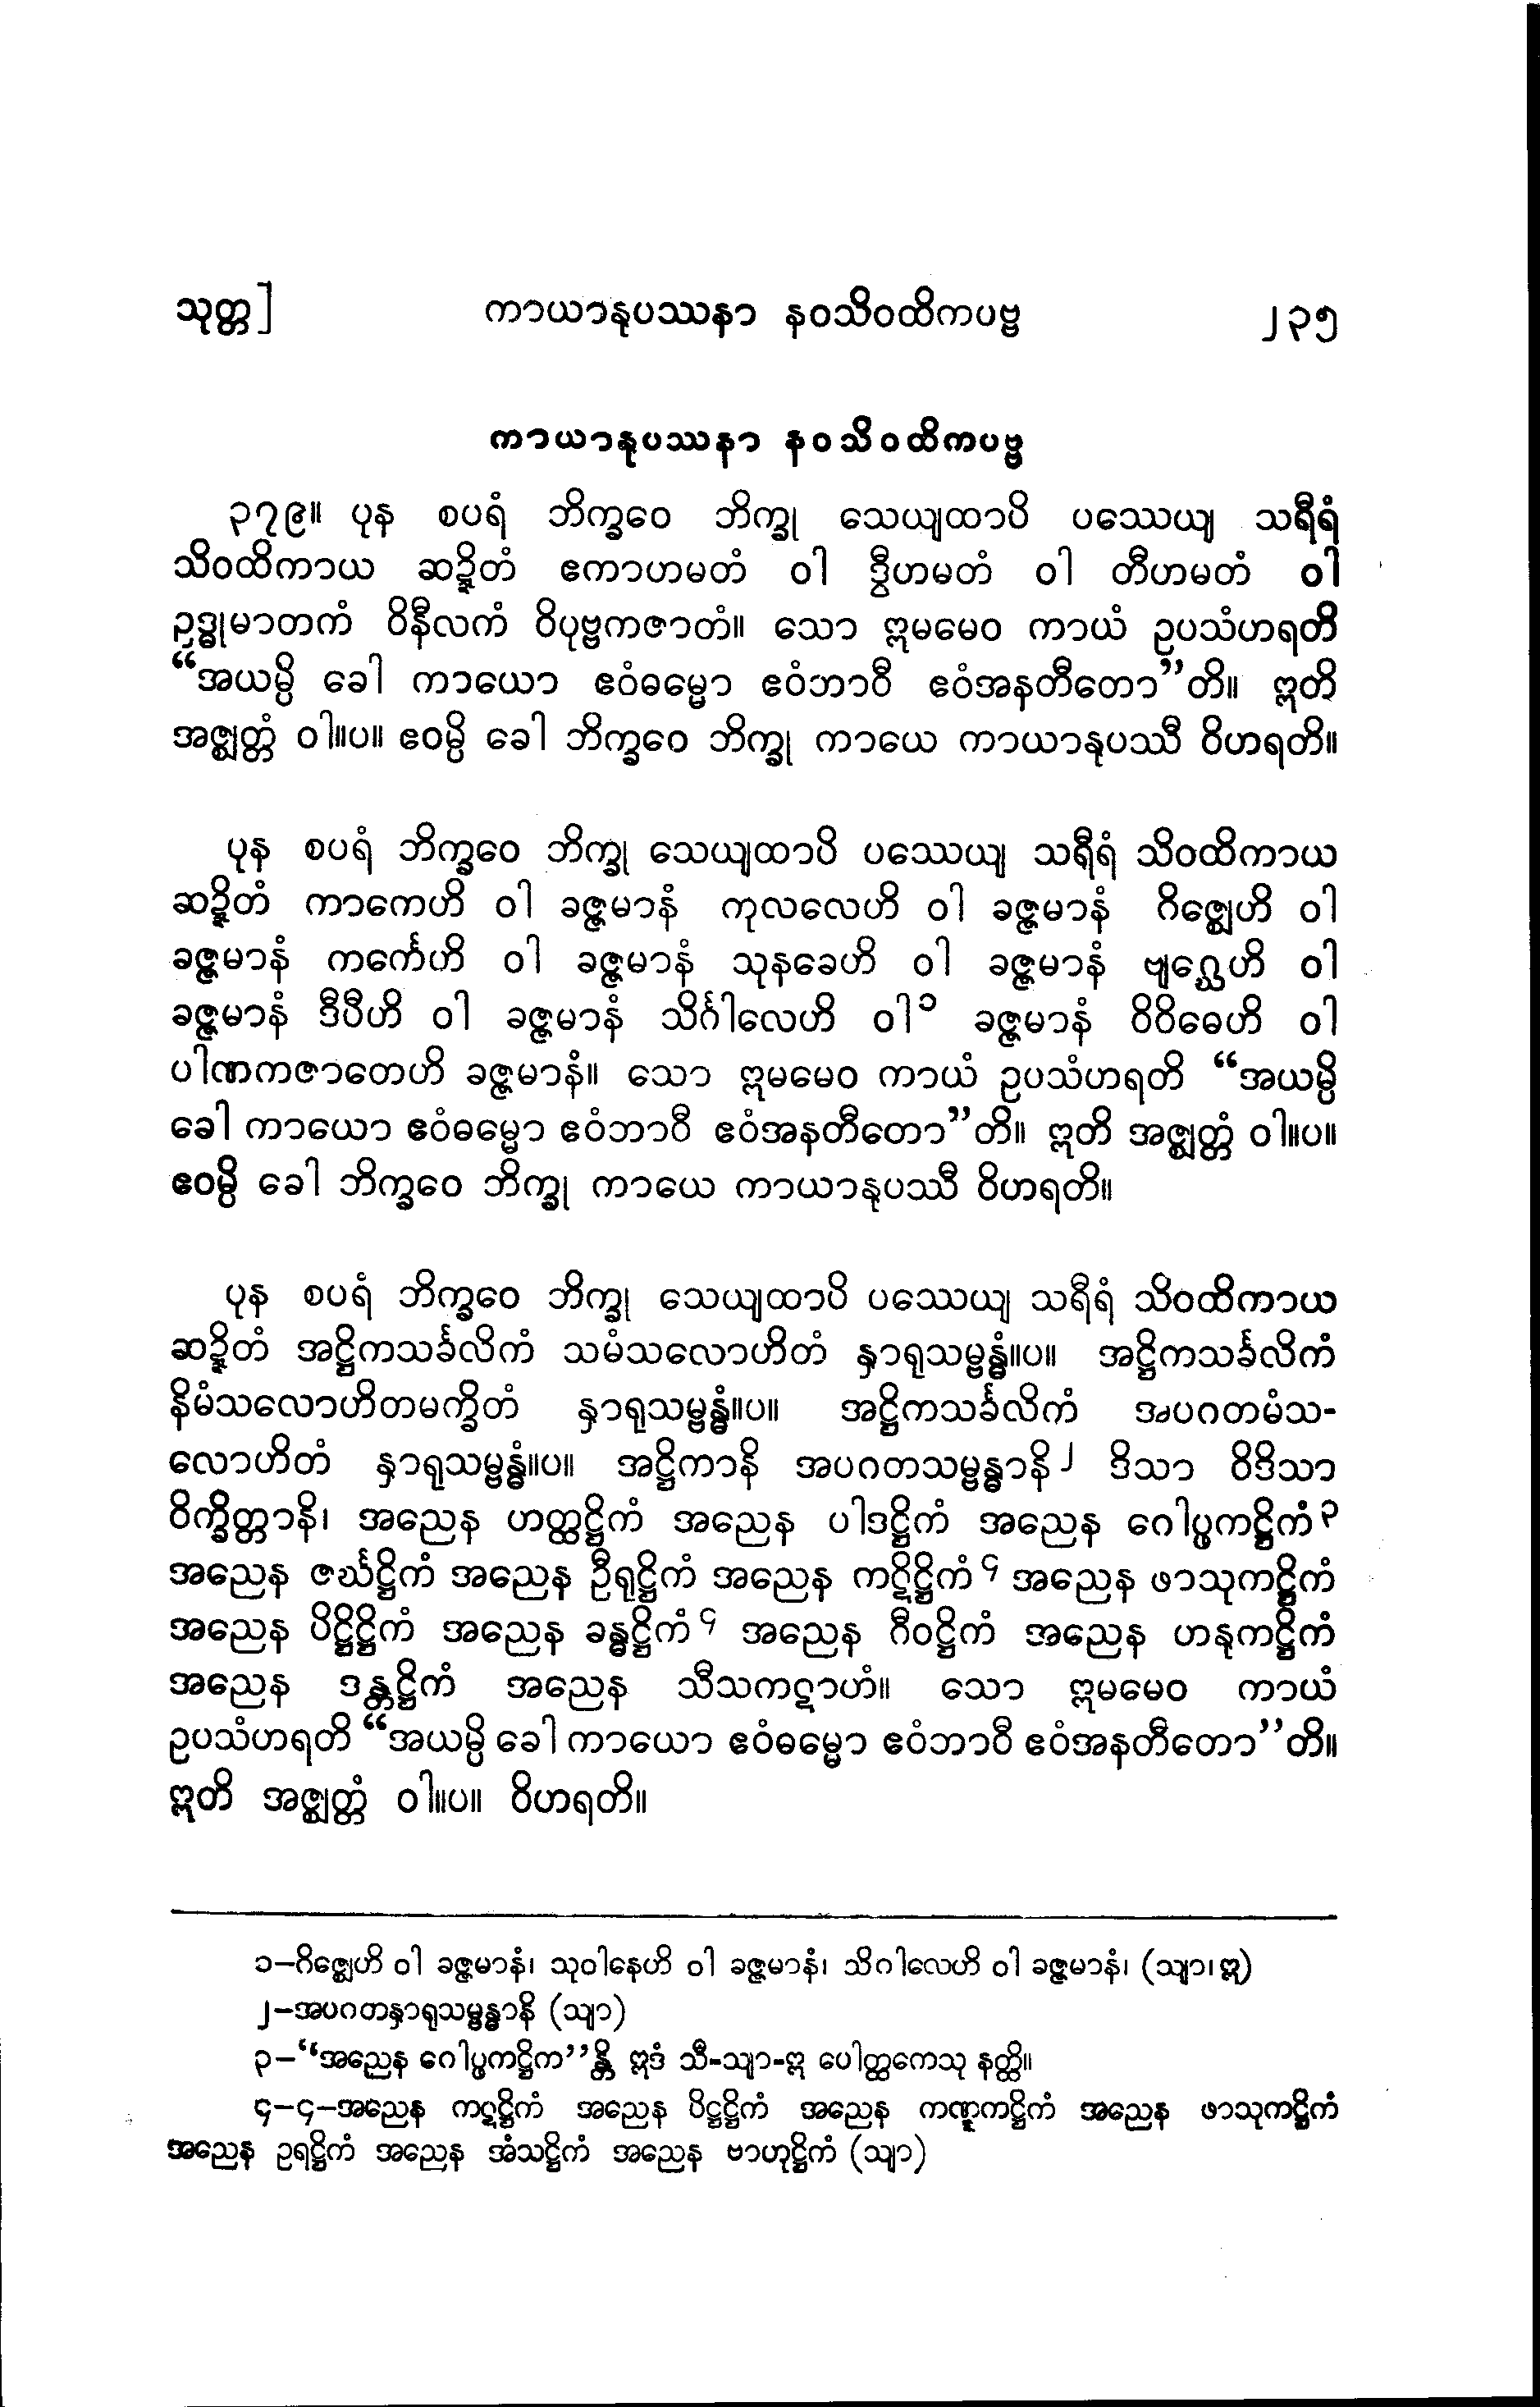 သုတ္တ] ကာယာနုပဿနာ နဝသိဝထိကပဗ္ဗ ၂၃၅
ကာယာနုပဿနာ နဝသိဝထိကပဗ္ဗ
၃၇၉။ ပုန စပရံ ဘိက္ခဝေ ဘိက္ခု သေယျထာပိ ပဿေယျ သရီရံ
သိဝထိကာယ ဆဍ္ဍိတံ ဧကာဟမတံ ဝါ ဒွီဟမတံ ဝါ တီဟမတံ ဝါ
ဥဒ္ဓုမာတကံ ဝိနီလကံ ဝိပုဗ္ဗကဇာတံ။ သော ဣမမေဝ ကာယံ ဥပသံဟရတိ
“အယမ္ပိ ခေါ ကာယော ဧဝံဓမ္မော ဧဝံဘာဝီ ဧဝံအနတီတော”တိ။ ဣတိ
အဇ္ဈတ္တံ ဝါ။ပ။ ဧဝမ္ပိ ခေါ ဘိက္ခဝေ ဘိက္ခု ကာယေ ကာယာနုပဿီ ဝိဟရတိ။
ပုန စပရံ ဘိက္ခဝေ ဘိက္ခု သေယျထာပိ ပဿေယျ သရီရံ သိဝထိကာယ
ဆဍ္ဍိတံ ကာကေဟိ ဝါ ခဇ္ဇမာနံ ကုလလေဟိ ဝါ ခဇ္ဇမာနံ ဂိဇ္ဈေဟိ ဝါ
ခဇ္ဇမာနံ ကင်္ကေဟိ ဝါ ခဇ္ဇမာနံ သုနခေဟိ ဝါ ခဇ္ဇမာနံ ဗျဂ္ဃေဟိ ဝါ
ခဇ္ဇမာနံ ဒီပီဟိ ဝါ ခဇ္ဇမာနံ သိင်္ဂါလေဟိ ဝါ၁ ခဇ္ဇမာနံ ဝိဝိဓေဟိ ဝါ
ပါဏကဇာတေဟိ ခဇ္ဇမာနံ။ သော ဣမမေဝ ကာယံ ဥပသံဟရတိ “အယမ္ပိ
ခေါ ကာယော ဧဝံဓမ္မော ဧဝံဘာဝီ ဧဝံအနတီတော”တိ။ ဣတိ အဇ္ဈတ္တံ ဝါ။ပ။
ဧဝမ္ပိ ခေါ ဘိက္ခဝေ ဘိက္ခု ကာယေ ကာယာနုပဿီ ဝိဟရတိ။
ပုန စပရံ ဘိက္ခဝေ ဘိက္ခု သေယျထာပိ ပဿေယျ သရီရံ သိဝထိကာယ
ဆဍ္ဍိတံ အဋ္ဌိကသင်္ခလိကံ သမံသလောဟိတံ နှာရုသမ္ဗန္ဓံ။ပ။ အဋ္ဌိကသင်္ခလိကံ
နိမံသလောဟိတမက္ခိတံ နှာရုသမ္ဗန္ဓံ။ပ။ အဋ္ဌိကသင်္ခလိကံ အပဂတမံသ-
လောဟိတံ နှာရုသမ္ဗန္ဓံ။ပ။ အဋ္ဌိကာနိ အပဂတသမ္ဗန္ဓာနိ၂ ဒိသာ ဝိဒိသာ
ဝိက္ခိတ္တာနိ၊ အညေန ဟတ္ထဋ္ဌိကံ အညေန ပါဒဋ္ဌိကံ အညေန ဂေါပ္ဖကဋ္ဌိကံ၃
အညေန ဇင်္ဃဋ္ဌိကံ အညေန ဦရုဋ္ဌိကံ အညေန ကဋိဋ္ဌိကံ၄ အညေန ဖာသုကဋ္ဌိကံ
အညေန ပိဋ္ဌိဋ္ဌိကံ အညေန ခန္ဓဋ္ဌိကံ၄ အညေန ဂီဝဋ္ဌိကံ အညေန ဟနုကဋ္ဌိကံ
အညေန ဒန္တဋ္ဌိကံ အညေန သီသကဋာဟံ။ သော ဣမမေဝ ကာယံ
ဥပသံဟရတိ “အယမ္ပိ ခေါ ကာယော ဧဝံဓမ္မော ဧဝံဘာဝီ ဧဝံအနတီတော”တိ။
ဣတိ အဇ္ဈတ္တံ ဝါ။ပ။ ဝိဟရတိ။
၁–ဂိဇ္ဈေဟိ ဝါ ခဇ္ဇမာနံ၊ သုဝါနေဟိ ဝါ ခဇ္ဇမာနံ၊ သိဂါလေဟိ ဝါ ခဇ္ဇမာနံ၊ (သျာ၊ဣ)
၂–အပဂတနှာရုသမ္ဗန္ဓာနိ (သျာ)
၃–“အညေန ဂေါပ္ဖကဋ္ဌိက”န္တိ ဣဒံ သီ-သျာ-ဣ ပေါတ္ထကေသု နတ္ထိ။
၄–၄–အညေန ကဋဋ္ဌိကံ အညေန ပိဋ္ဌဋ္ဌိကံ အညေန ကဏ္ဋကဋ္ဌိကံ အညေန ဖာသုကဋ္ဌိကံ
အညေန ဥရဋ္ဌိကံ အညေန အံသဋ္ဌိကံ အညေန ဗာဟုဋ္ဌိကံ (သျာ)